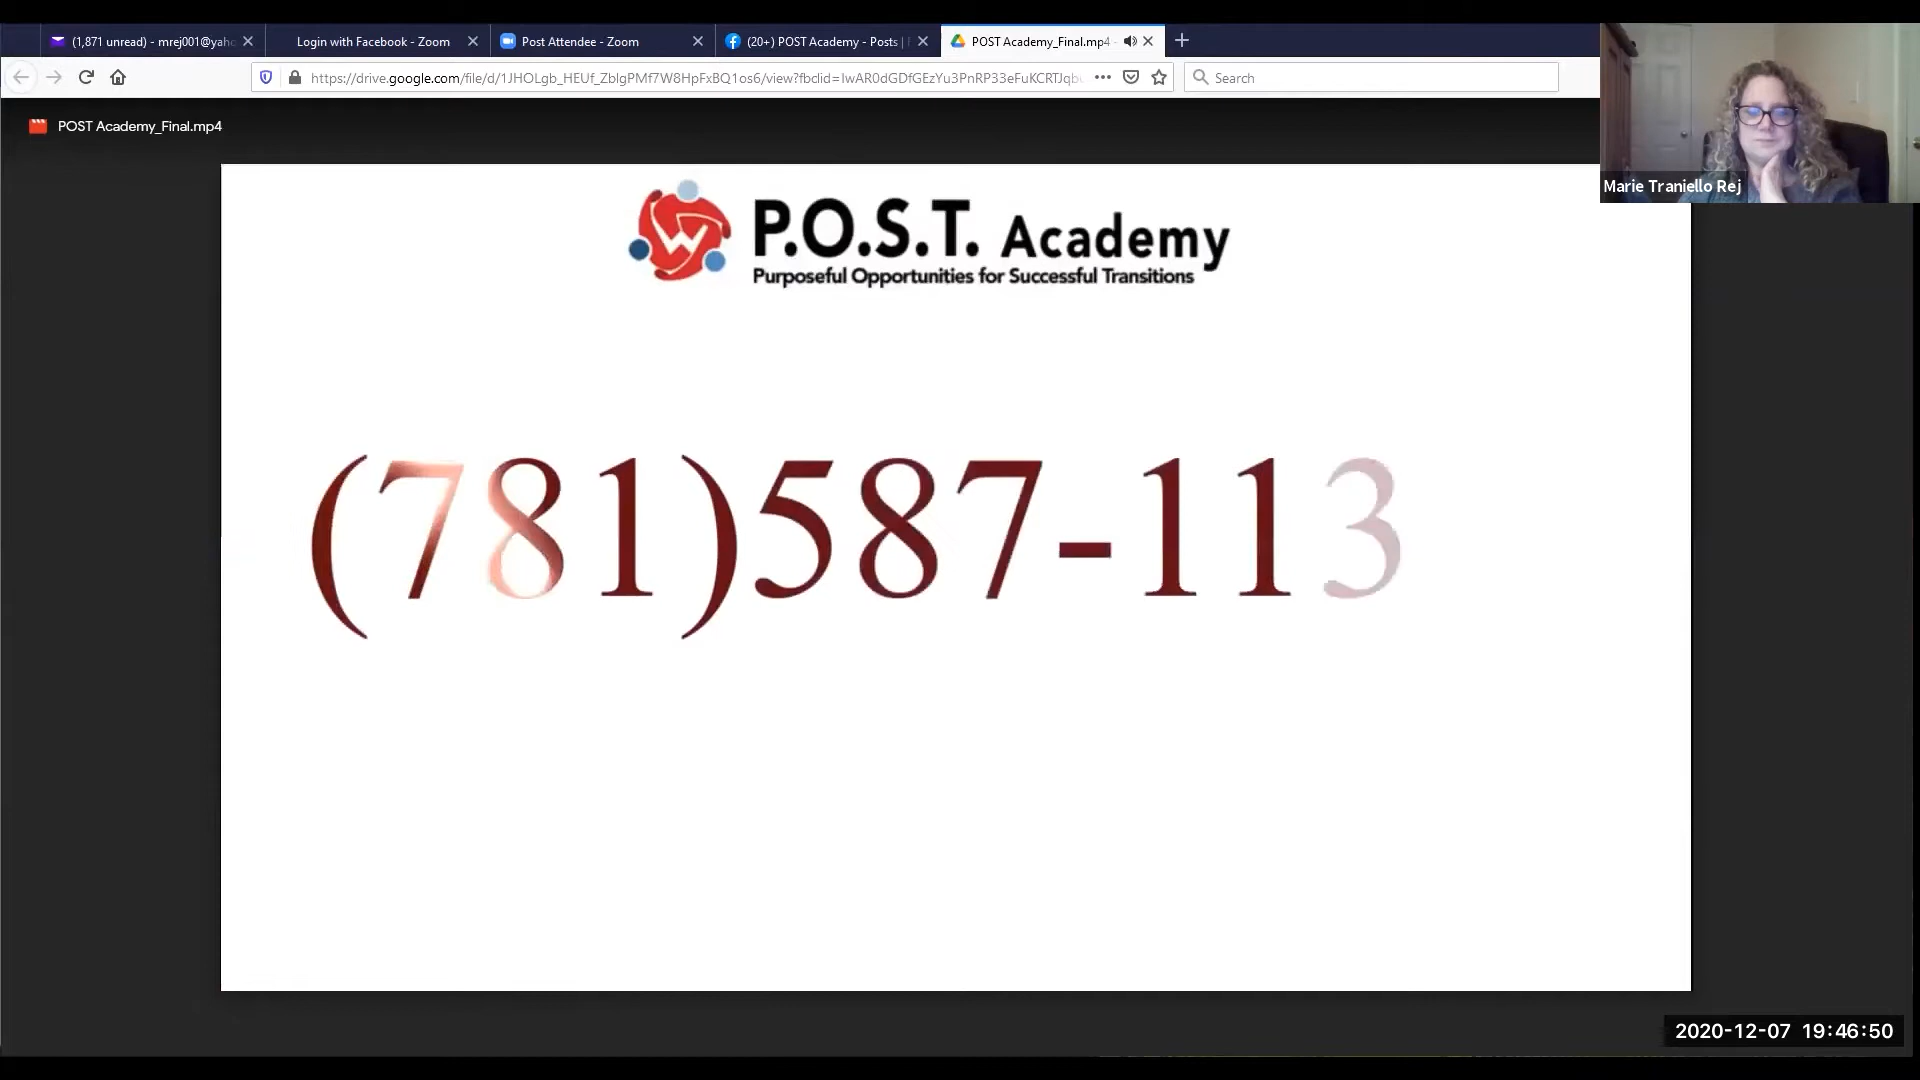 (1,871 unread) - mrej001@yaho
Login with Facebook - Zoom
Post Attendee - Zoom
(20+) POST Academy - Posts |
POST Academy_Final.mp4 -
https://drive.google.com/file/d/1JHOLgb_HEUf_ZblgPMf7W8HpFxBQ1os6/view?fbclid=IwAR0dGDfGEzYu3PnRP33eFuKCRTJqbu
Search
POST Academy_Final.mp4
Marie Traniello Rej
W
P.O.S.T. Academy
Purposeful Opportunities for Successful Transitions
(781)587-113
2020-12-07 19:46:50